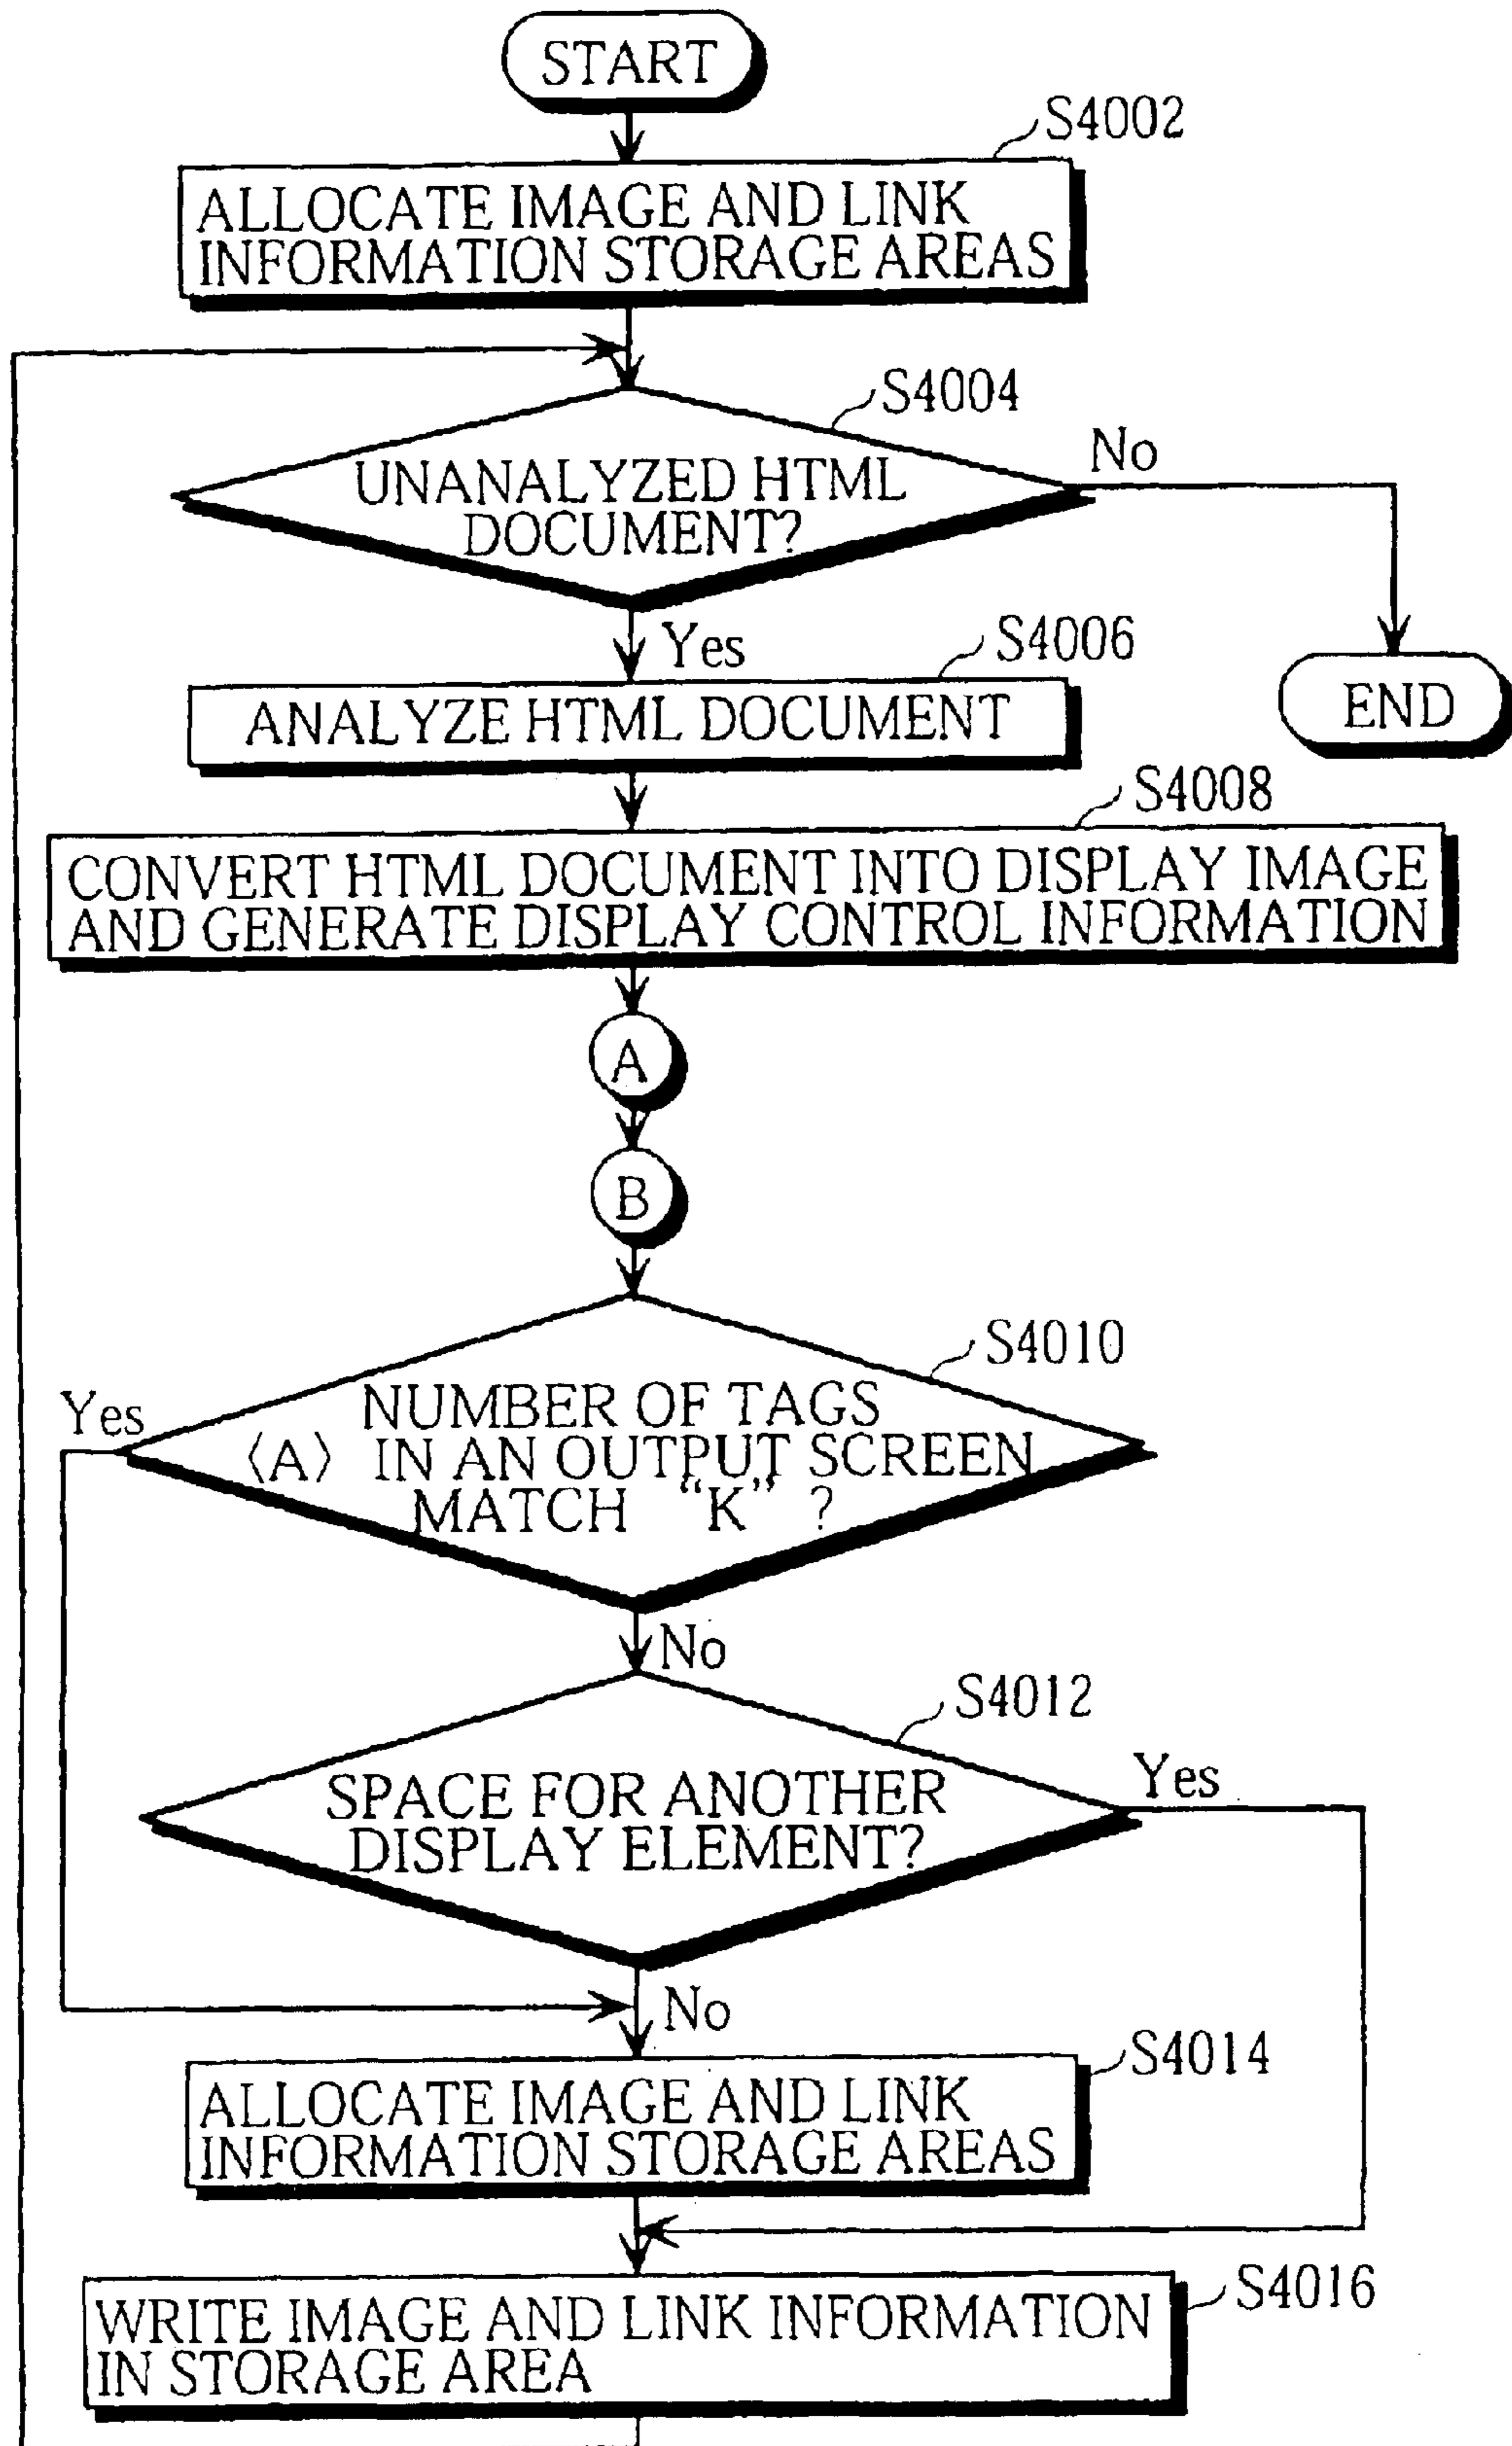 START
S4002
ALLOCATE IMAGE AND LINK
INFORMATION STORAGE AREAS
S4004
UNANALYZED HTML
DOCUMENT?
No
Yes
S4006
ANALYZE HTML DOCUMENT
END
S4008
CONVERT HTML DOCUMENT INTO DISPLAY IMAGE
AND GENERATE DISPLAY CONTROL INFORMATION
A
B
S4010
Yes
NUMBER OF TAGS
〈A〉 IN AN OUTPUT SCREEN
MATCH “K” ?
No
S4012
SPACE FOR ANOTHER
DISPLAY ELEMENT?
Yes
No
S4014
ALLOCATE IMAGE AND LINK
INFORMATION STORAGE AREAS
S4016
WRITE IMAGE AND LINK INFORMATION
IN STORAGE AREA